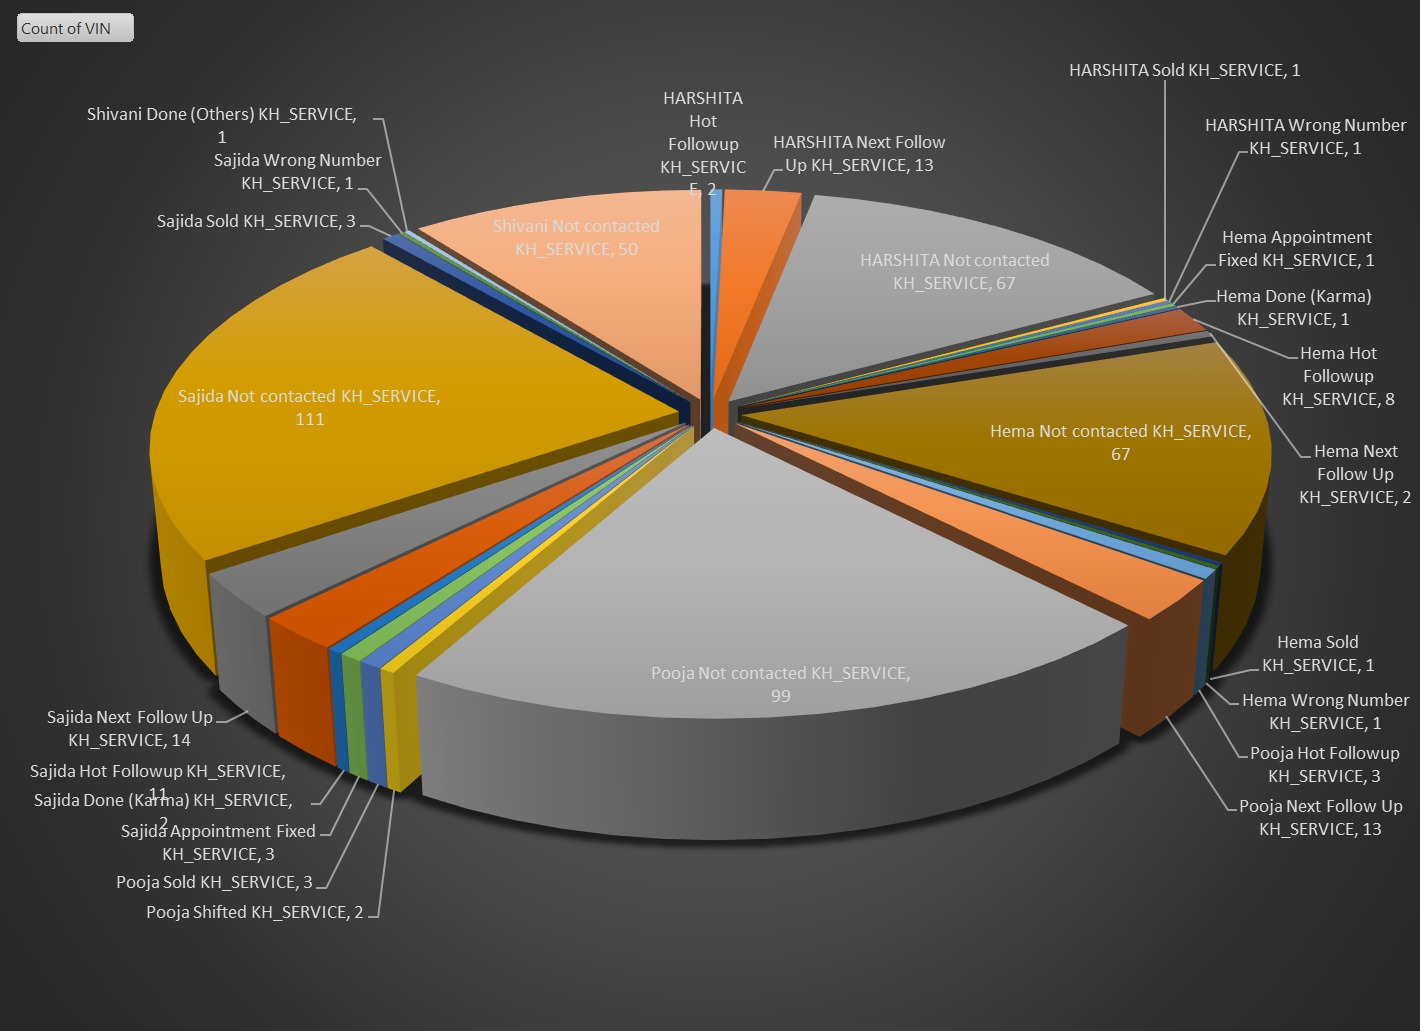 Count of VIN
HARSHITA
Hot
Followup
KH_SERVIC
E, 2
HARSHITA Next Follow
Up KH_SERVICE, 13
HARSHITA Not contacted
KH_SERVICE, 67
HARSHITA Sold KH_SERVICE, 1
HARSHITA Wrong Number
KH_SERVICE, 1
Hema Appointment
Fixed KH_SERVICE, 1
Hema Done (Karma)
KH_SERVICE, 1
Hema Hot
Followup
KH_SERVICE, 8
Hema Next
Follow Up
KH_SERVICE, 2
Hema Not contacted KH_SERVICE,
67
Hema Sold
KH_SERVICE, 1
Hema Wrong Number
KH_SERVICE, 1
Pooja Hot Followup
KH_SERVICE, 3
Pooja Next Follow Up
KH_SERVICE, 13
Pooja Not contacted KH_SERVICE,
99
Pooja Shifted KH_SERVICE, 2
Pooja Sold KH_SERVICE, 3
Sajida Appointment Fixed
KH_SERVICE, 3
Sajida Done (Karma) KH_SERVICE,
2
Sajida Hot Followup KH_SERVICE,
11
Sajida Next Follow Up
KH_SERVICE, 14
Sajida Not contacted KH_SERVICE,
111
Sajida Sold KH_SERVICE, 3
Sajida Wrong Number
KH_SERVICE, 1
Shivani Done (Others) KH_SERVICE,
1
Shivani Not contacted
KH_SERVICE, 50